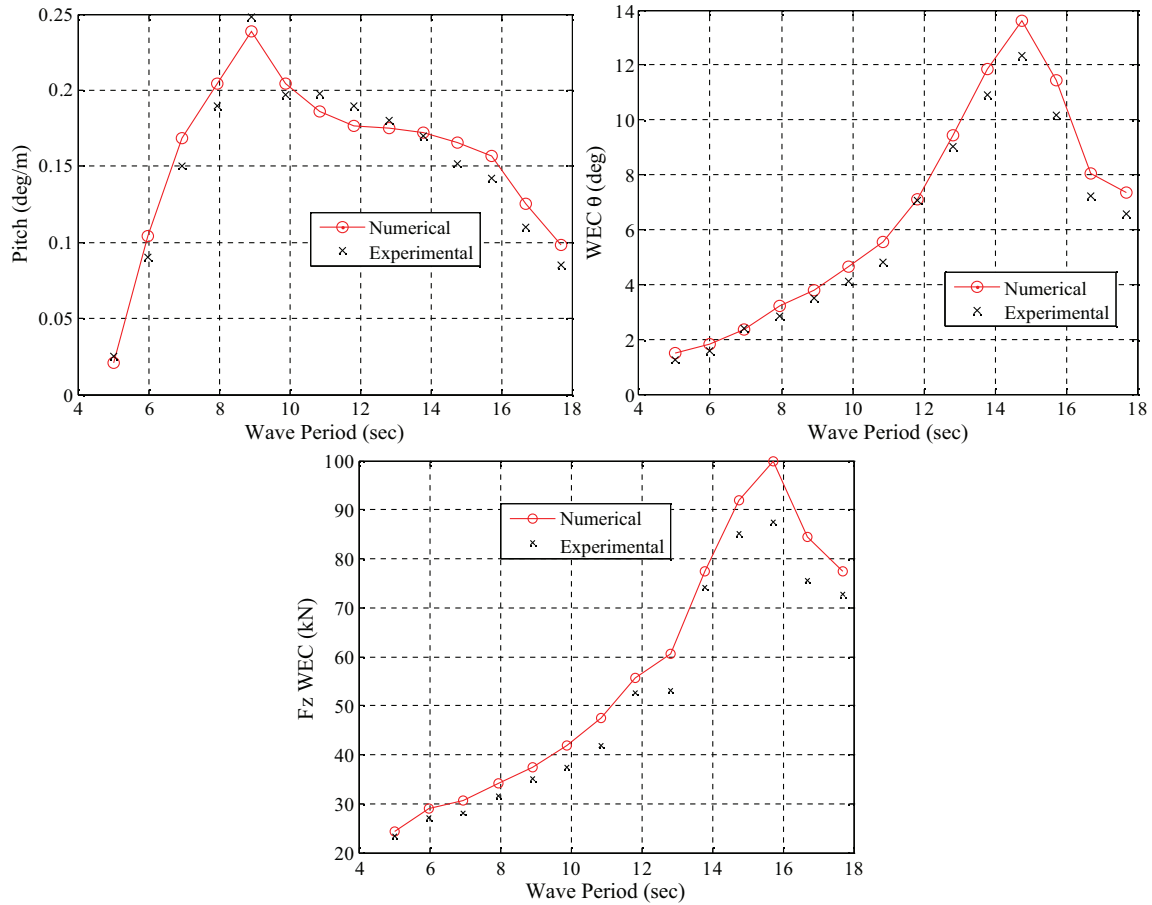 0.25
0.2
0.15
0.1
0.05
0
4 6 8 10 12 14 16 18
Pitch (deg/m)
Wave Period (sec)
Numerical
Experimental
14
12
10
8
6
4
2
0
4 6 8 10 12 14 16 18
WEC θ (deg)
Wave Period (sec)
Numerical
Experimental
100
90
80
70
60
50
40
30
20
4 6 8 10 12 14 16 18
Fz WEC (kN)
Wave Period (sec)
Numerical
Experimental